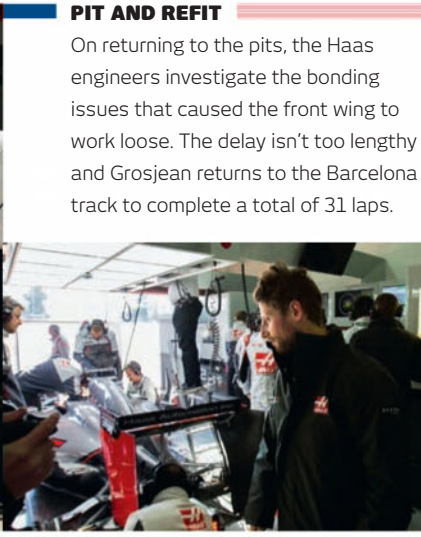 PIT AND REFIT
On returning to the pits, the Haas
engineers investigate the bonding
issues that caused the front wing to
work loose. The delay isn't too lengthy
and Grosjean returns to the Barcelona
track to complete a total of 31 laps.
Haas Automation